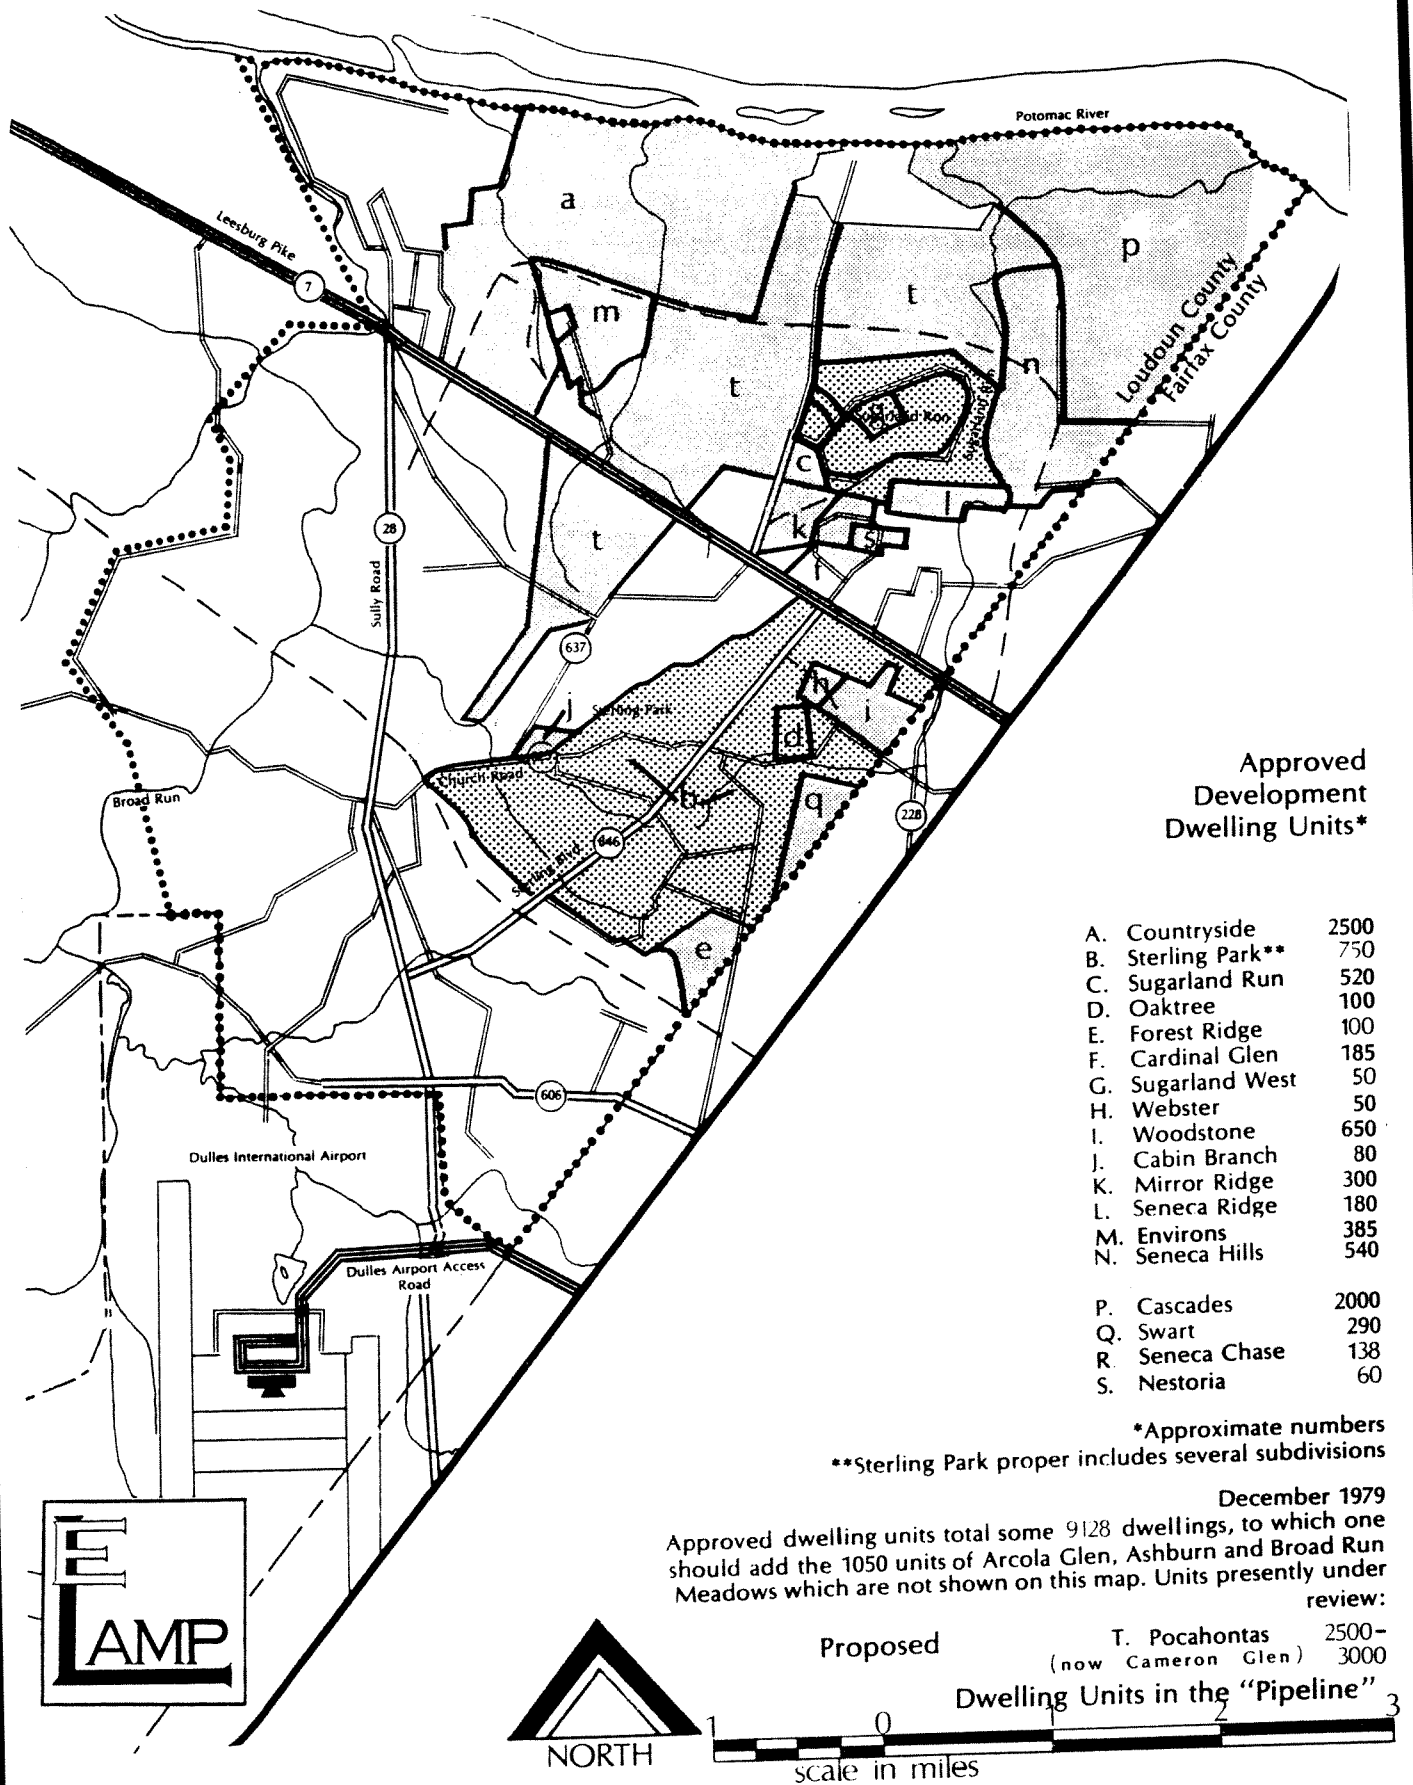 Potomac River
a
p
Leesburg Pike
7
m
t
Loudoun County
Fairfax County
t
n
g
Sugarland Run
Sugarland Run
c
l
28
k
s
t
f
Sully Road
637
h
j
Sterling Park
i
d
Church Road
b
q
Broad Run
228
846
Sterling Blvd
e
606
Dulles International Airport
Dulles Airport Access
Road
Approved
Development
Dwelling Units*
A. Countryside 2500
B. Sterling Park** 750
C. Sugarland Run 520
D. Oaktree 100
E. Forest Ridge 100
F. Cardinal Glen 185
G. Sugarland West 50
H. Webster 50
I. Woodstone 650
J. Cabin Branch 80
K. Mirror Ridge 300
L. Seneca Ridge 180
M. Environs 385
N. Seneca Hills 540
P. Cascades 2000
Q. Swart 290
R Seneca Chase 138
S. Nestoria 60
*Approximate numbers
**Sterling Park proper includes several subdivisions
December 1979
Approved dwelling units total some 9128 dwellings, to which one
should add the 1050 units of Arcola Glen, Ashburn and Broad Run
Meadows which are not shown on this map. Units presently under
review:
Proposed T. Pocahontas 2500-
(now Cameron Glen) 3000
Dwelling Units in the "Pipeline"
E
LAMP
NORTH
1 0 1 2 3
scale in miles